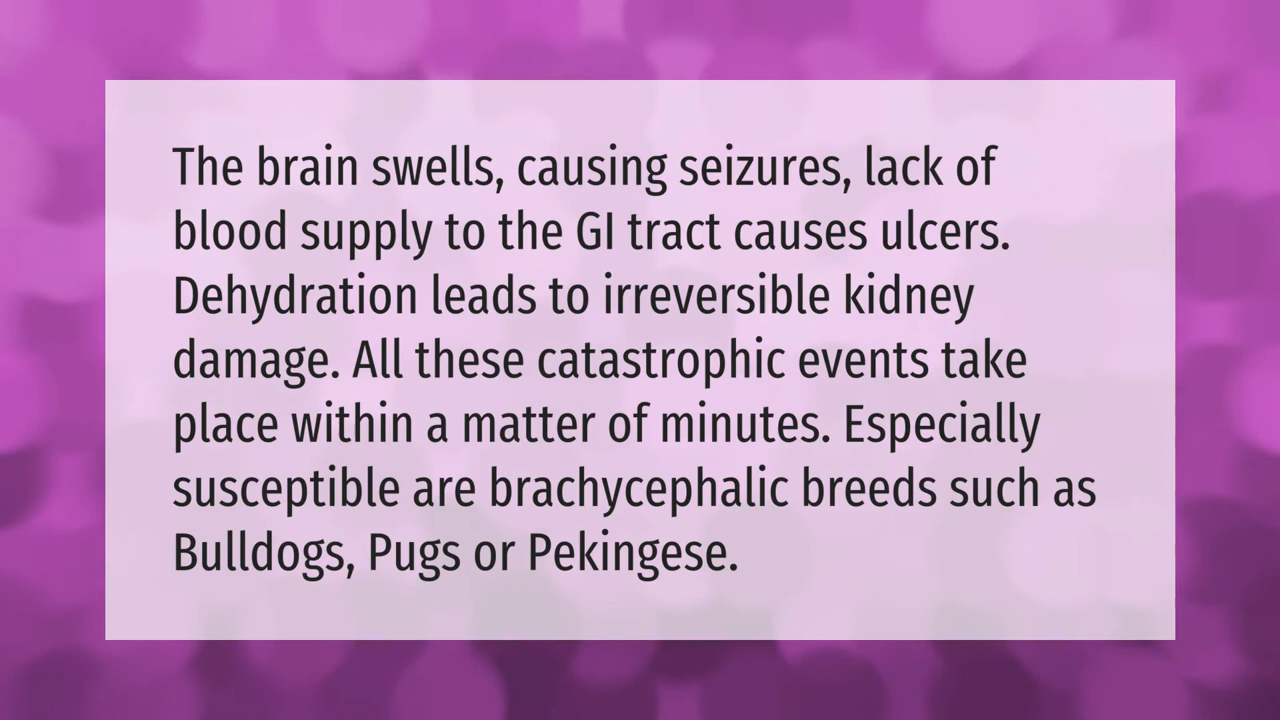 The brain swells, causing seizures, lack of
blood supply to the GI tract causes ulcers.
Dehydration leads to irreversible kidney
damage. All these catastrophic events take
place within a matter of minutes. Especially
susceptible are brachycephalic breeds such as
Bulldogs, Pugs or Pekingese.